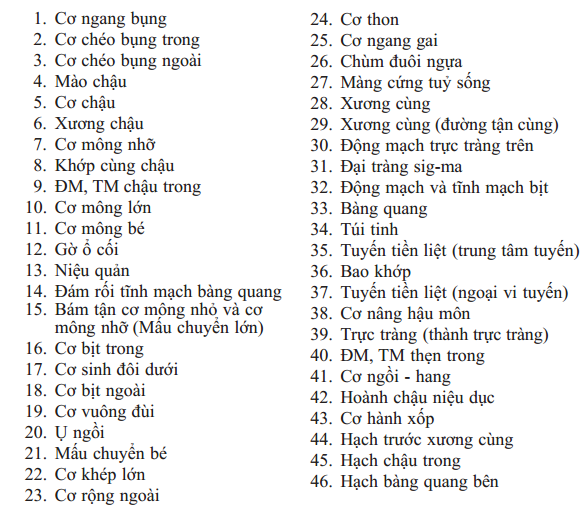 1. Cơ ngang bụng
2. Cơ chéo bụng trong
3. Cơ chéo bụng ngoài
4. Mào chậu
5. Cơ chậu
6. Xương chậu
7. Cơ mông nhỡ
8. Khớp cùng chậu
9. ĐM, TM chậu trong
10. Cơ mông lớn
11. Cơ mông bé
12. Gờ ổ cối
13. Niệu quản
14. Đám rối tĩnh mạch bàng quang
15. Bám tận cơ mông nhỏ và cơ
mông nhỡ (Mấu chuyển lớn)
16. Cơ bịt trong
17. Cơ sinh đôi dưới
18. Cơ bịt ngoài
19. Cơ vuông đùi
20. Ụ ngồi
21. Mấu chuyển bé
22. Cơ khép lớn
23. Cơ rộng ngoài
24. Cơ thon
25. Cơ ngang gai
26. Chùm đuôi ngựa
27. Màng cứng tuỷ sống
28. Xương cùng
29. Xương cùng (đường tận cùng)
30. Động mạch trực tràng trên
31. Đại tràng sig-ma
32. Động mạch và tĩnh mạch bịt
33. Bàng quang
34. Túi tinh
35. Tuyến tiền liệt (trung tâm tuyến)
36. Bao khớp
37. Tuyến tiền liệt (ngoại vi tuyến)
38. Cơ nâng hậu môn
39. Trực tràng (thành trực tràng)
40. ĐM, TM thẹn trong
41. Cơ ngồi - hang
42. Hoành chậu niệu dục
43. Cơ hành xốp
44. Hạch trước xương cùng
45. Hạch chậu trong
46. Hạch bàng quang bên